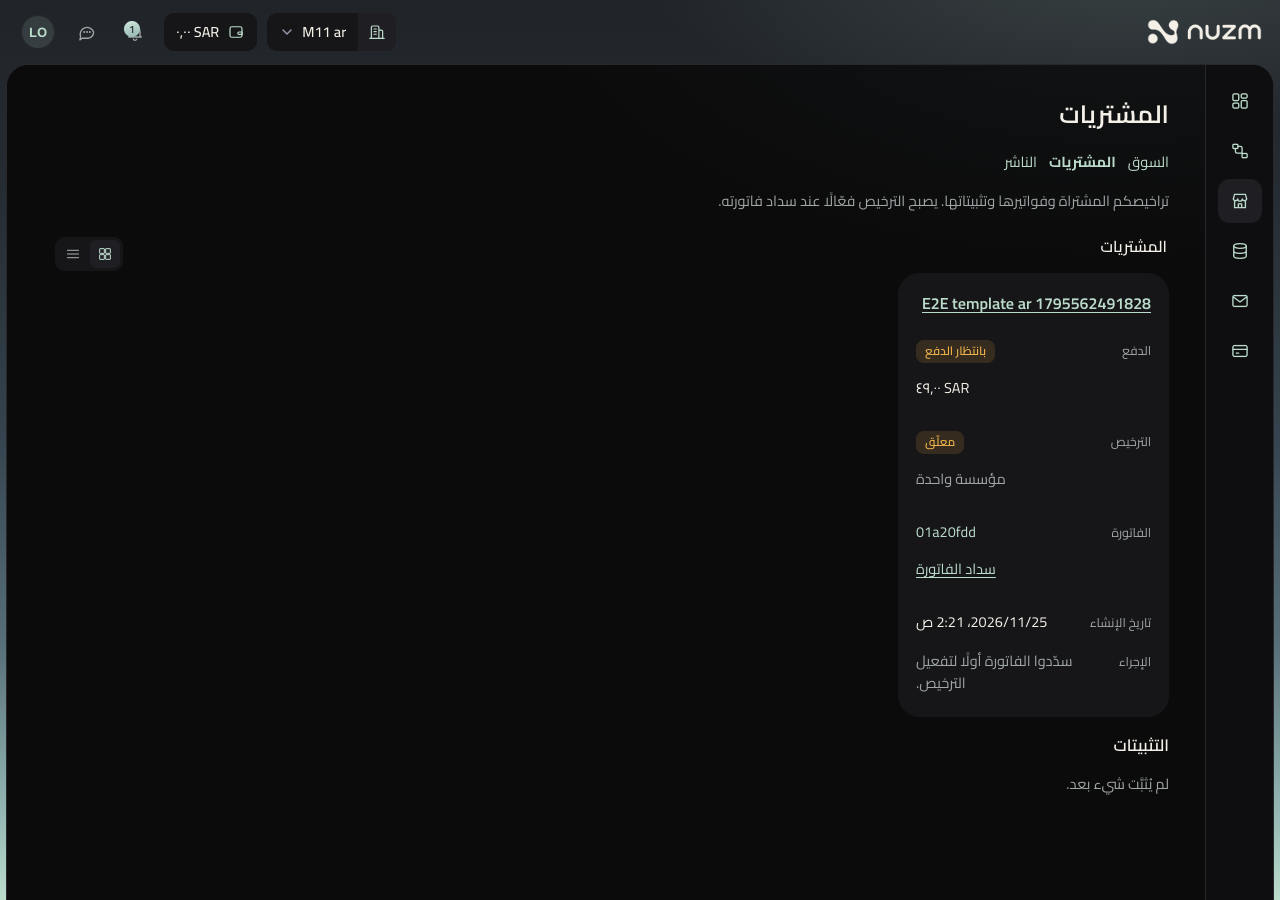 nuzm
M11 ar
٠٫٠٠ SAR
1
LO
المشتريات
السوق المشتريات الناشر
تراخيصكم المشتراة وفواتيرها وتثبيتاتها. يصبح الترخيص فعّالًا عند سداد فاتورته.
المشتريات
E2E template ar 1795562491828
الدفع بانتظار الدفع
٤٩٫٠٠ SAR
الترخيص معلّق
مؤسسة واحدة
الفاتورة 01a20fdd
سداد الفاتورة
تاريخ الإنشاء 2026/11/25، 2:21 ص
الإجراء سدّدوا الفاتورة أولًا لتفعيل
الترخيص.
التثبيتات
لم يُثبَّت شيء بعد.